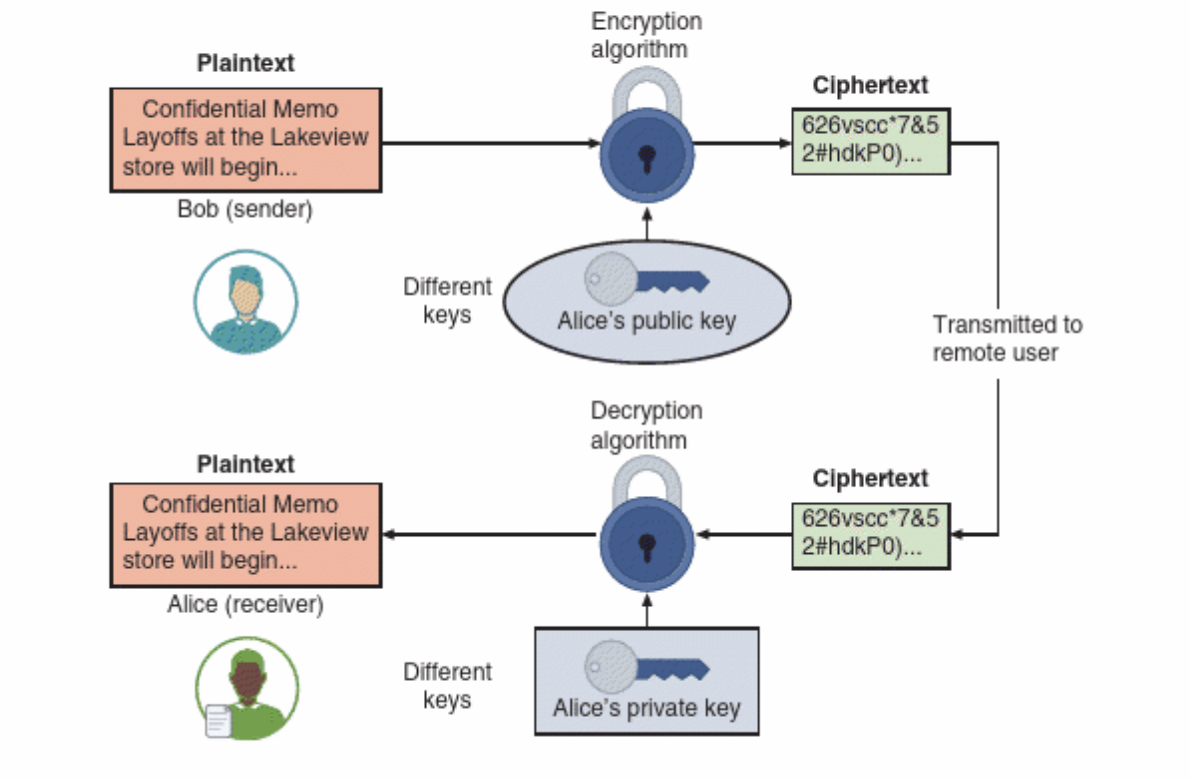 Encryption
algorithm
Plaintext
Confidential Memo
Layoffs at the Lakeview
store will begin...
Bob (sender)
Ciphertext
626vscc*7&5
2#hdkP0)...
Different
keys
Alice's public key
Transmitted to
remote user
Decryption
algorithm
Plaintext
Confidential Memo
Layoffs at the Lakeview
store will begin...
Alice (receiver)
Ciphertext
626vscc*7&5
2#hdkP0)...
Different
keys
Alice's private key